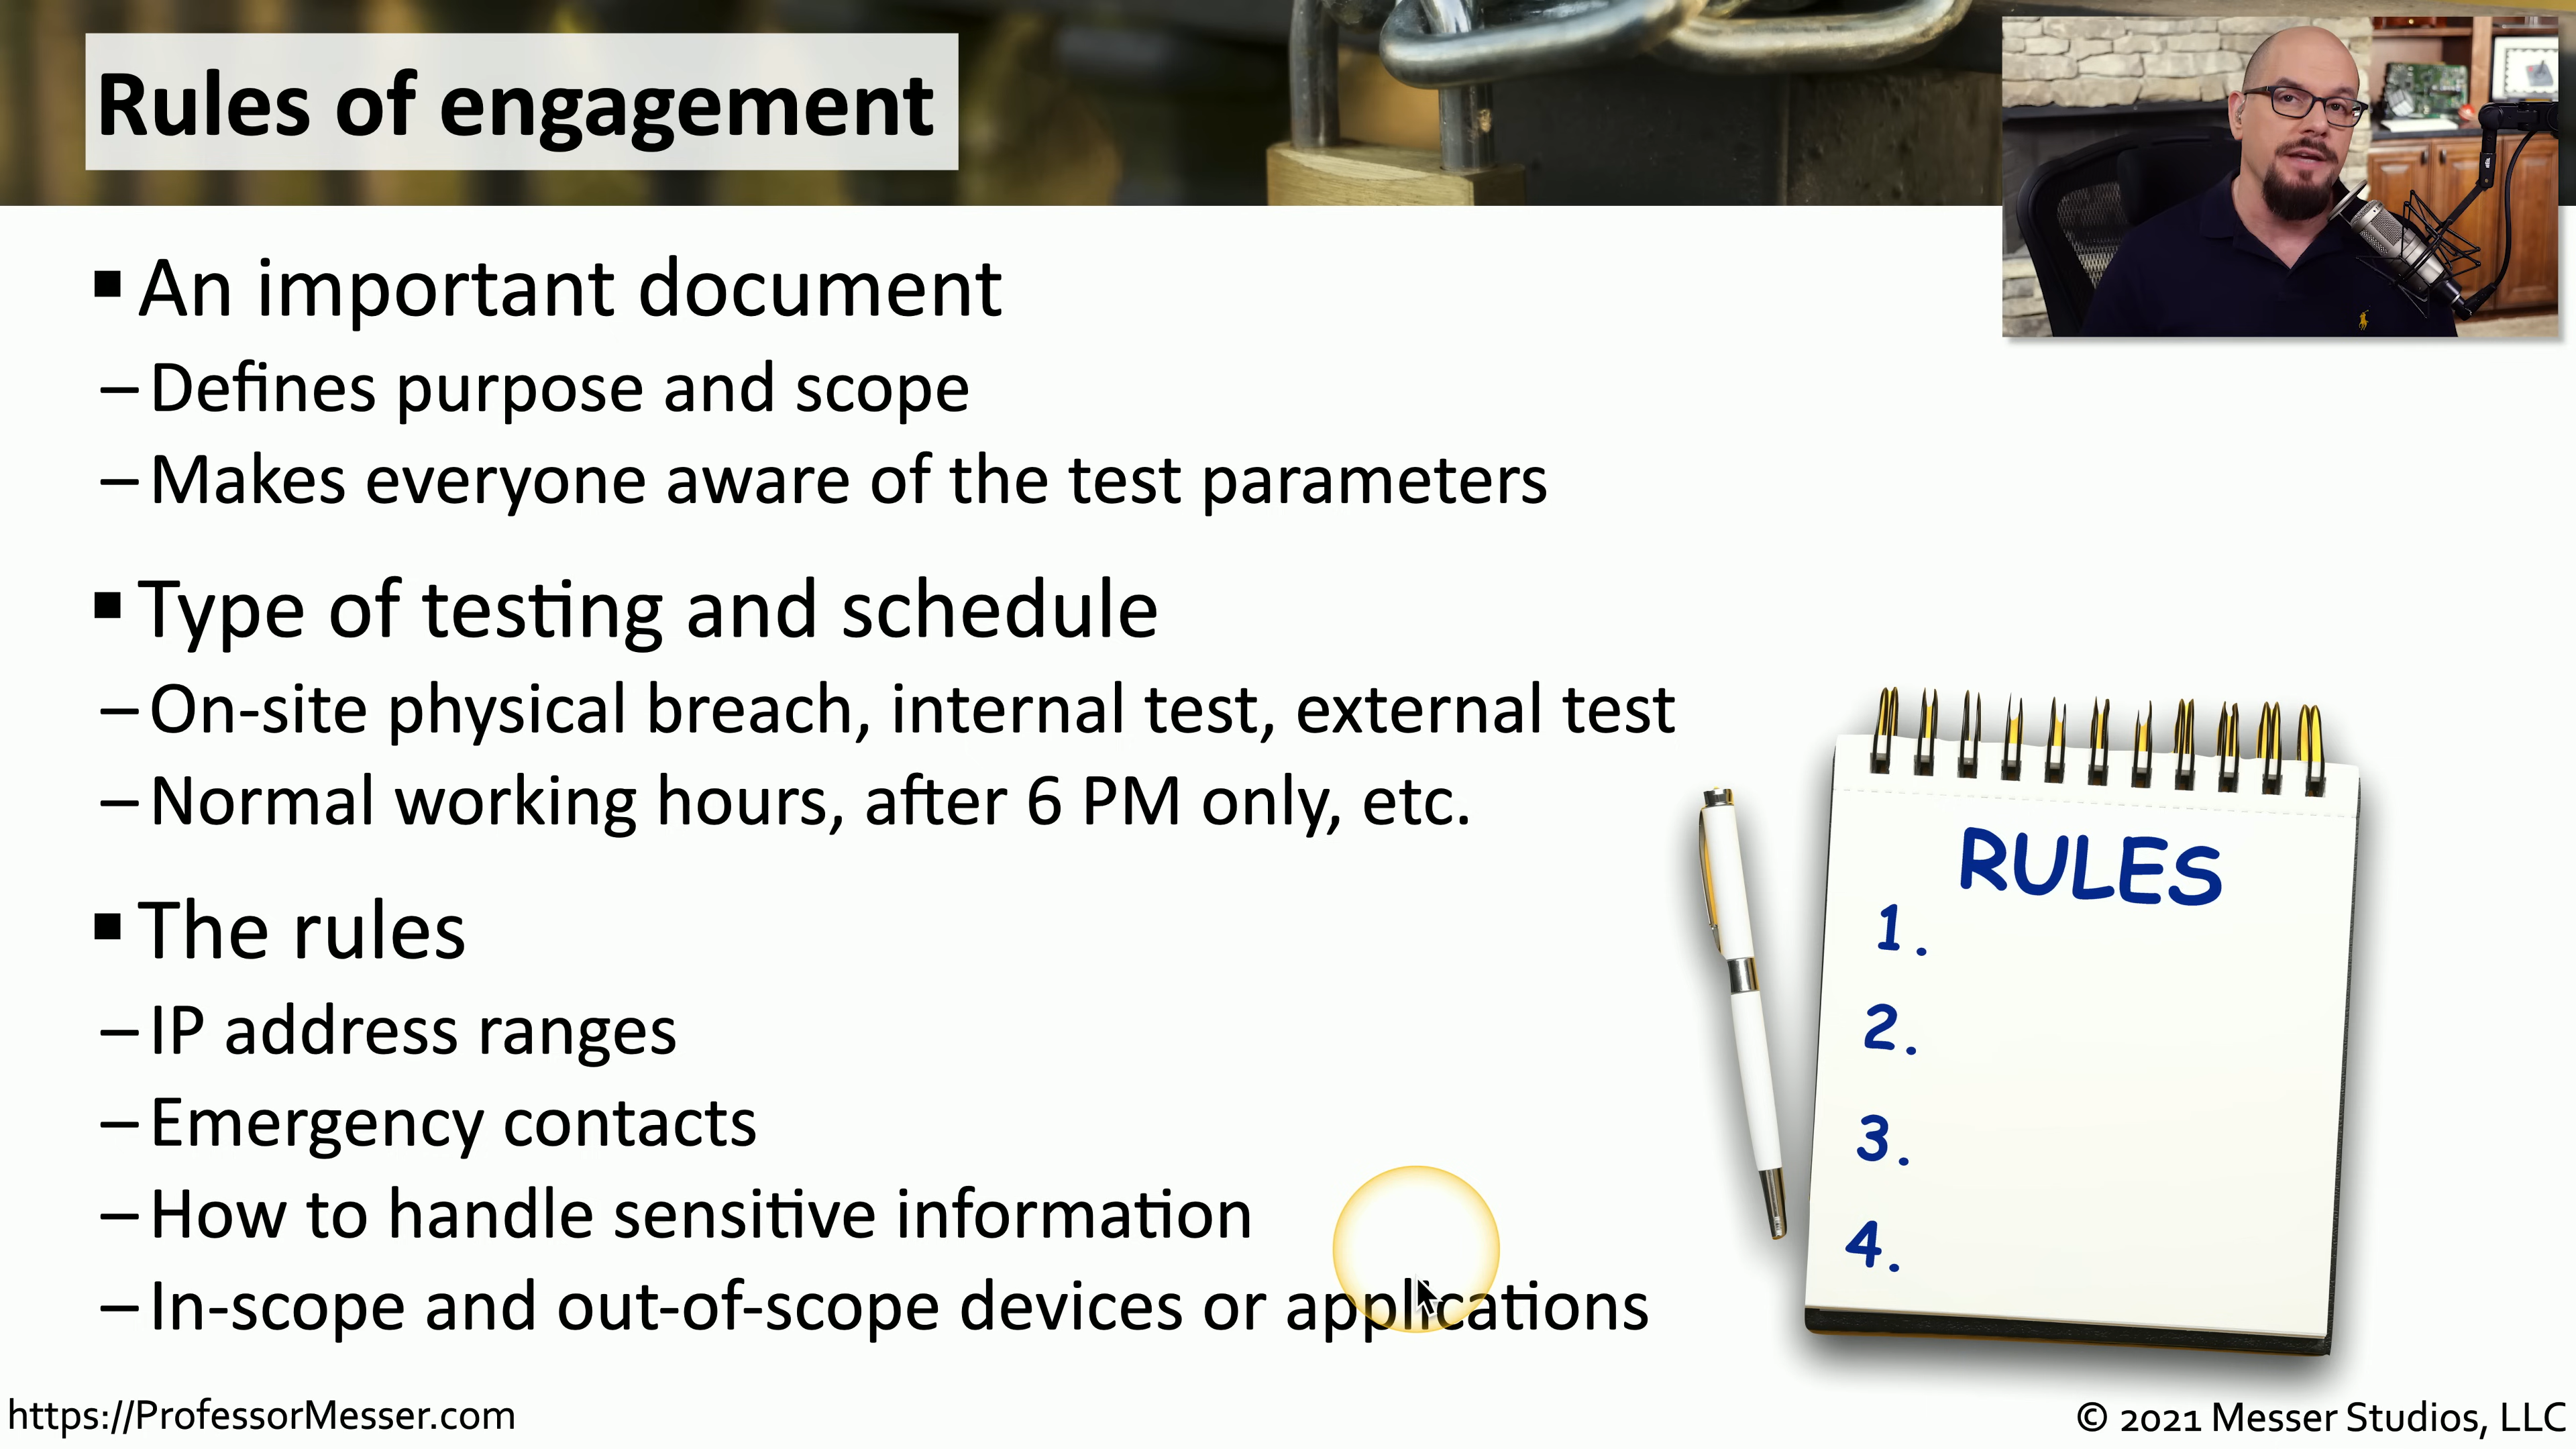 Rules of engagement
▪ An important document
– Defines purpose and scope
– Makes everyone aware of the test parameters
▪ Type of testing and schedule
– On-site physical breach, internal test, external test
– Normal working hours, after 6 PM only, etc.
▪ The rules
– IP address ranges
– Emergency contacts
– How to handle sensitive information
– In-scope and out-of-scope devices or applications
RULES
1.
2.
3.
4.
https://ProfessorMesser.com
© 2021 Messer Studios, LLC